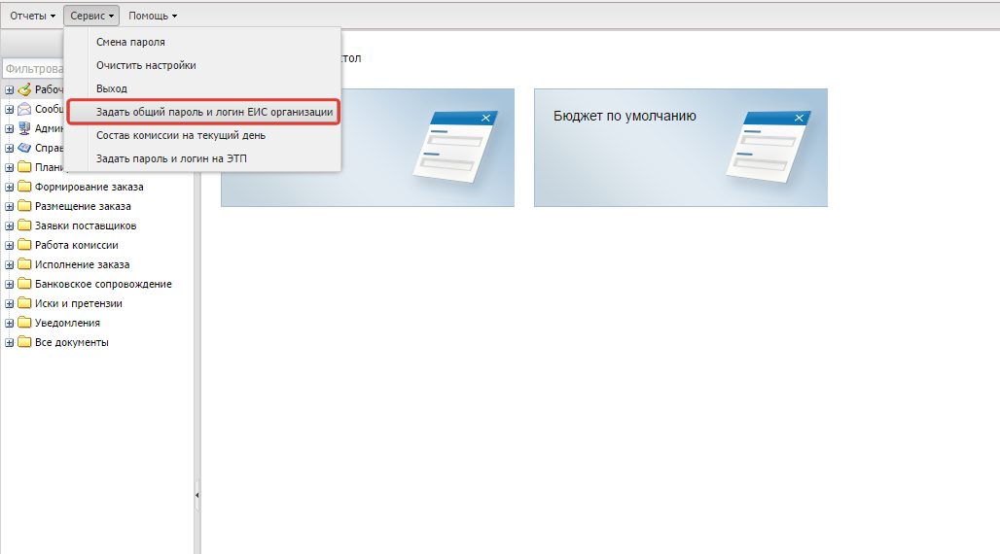 Отчеты Сервис Помощь
Смена пароля
стол
Очистить настройки
Выход
Задать общий пароль и логин ЕИС организации
Состав комиссии на текущий день
Задать пароль и логин на ЭТП
Бюджет по умолчанию
Фильтрова
Рабоч
Сообщ
Админ
Справ
Плани
Формирование заказа
Размещение заказа
Заявки поставщиков
Работа комиссии
Исполнение заказа
Банковское сопровождение
Иски и претензии
Уведомления
Все документы